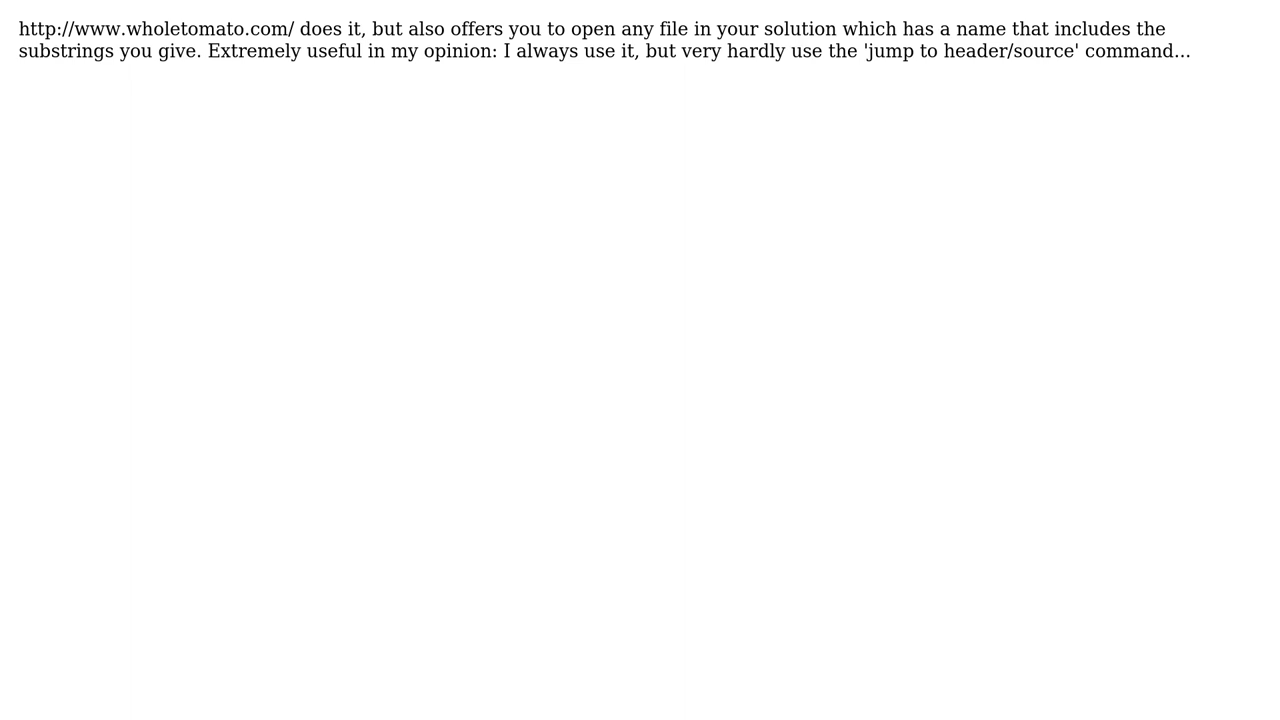 http://www.wholetomato.com/ does it, but also offers you to open any file in your solution which has a name that includes the
substrings you give. Extremely useful in my opinion: I always use it, but very hardly use the 'jump to header/source' command...